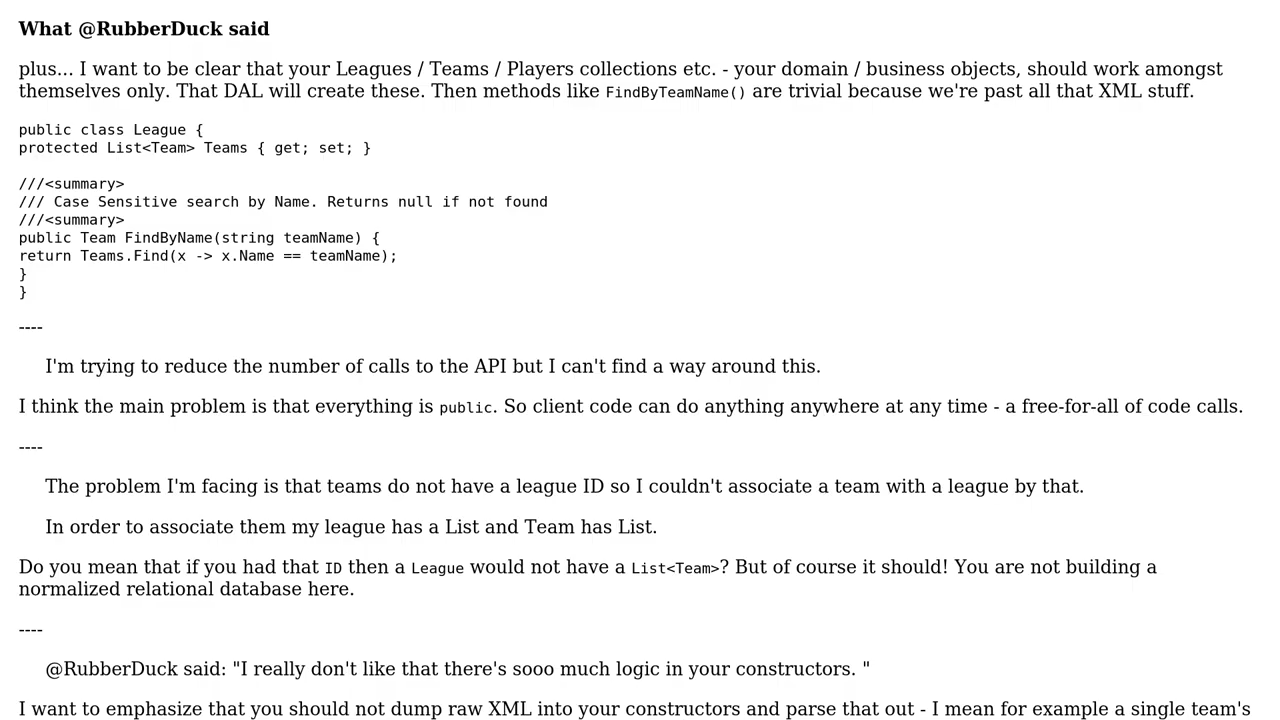 What @RubberDuck said
plus... I want to be clear that your Leagues / Teams / Players collections etc. - your domain / business objects, should work amongst
themselves only. That DAL will create these. Then methods like FindByTeamName() are trivial because we're past all that XML stuff.
public class League {
protected List<Team> Teams { get; set; }
///<summary>
/// Case Sensitive search by Name. Returns null if not found
///<summary>
public Team FindByName(string teamName) {
return Teams.Find(x -> x.Name == teamName);
}
}
----
I'm trying to reduce the number of calls to the API but I can't find a way around this.
I think the main problem is that everything is public. So client code can do anything anywhere at any time - a free-for-all of code calls.
----
The problem I'm facing is that teams do not have a league ID so I couldn't associate a team with a league by that.
In order to associate them my league has a List and Team has List.
Do you mean that if you had that ID then a League would not have a List<Team>? But of course it should! You are not building a
normalized relational database here.
----
@RubberDuck said: "I really don't like that there's sooo much logic in your constructors. "
I want to emphasize that you should not dump raw XML into your constructors and parse that out - I mean for example a single team's